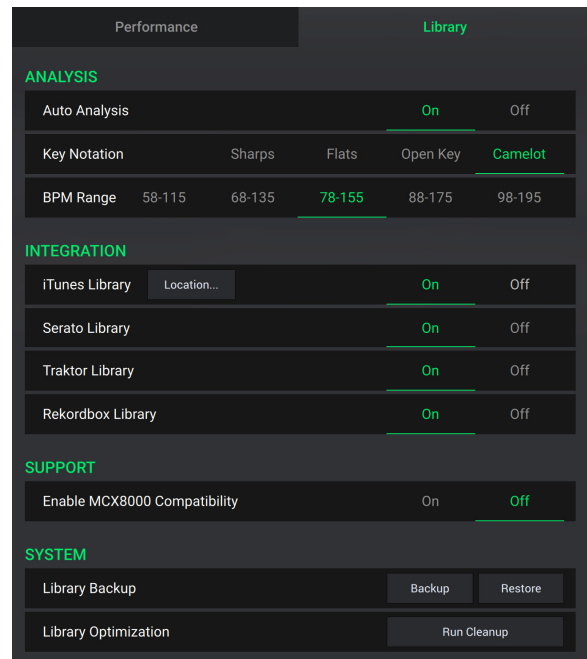 Performance Library
ANALYSIS
Auto Analysis On Off
Key Notation Sharps Flats Open Key Camelot
BPM Range 58-115 68-135 78-155 88-175 98-195
INTEGRATION
iTunes Library Location... On Off
Serato Library On Off
Traktor Library On Off
Rekordbox Library On Off
SUPPORT
Enable MCX8000 Compatibility On Off
SYSTEM
Library Backup Backup Restore
Library Optimization Run Cleanup